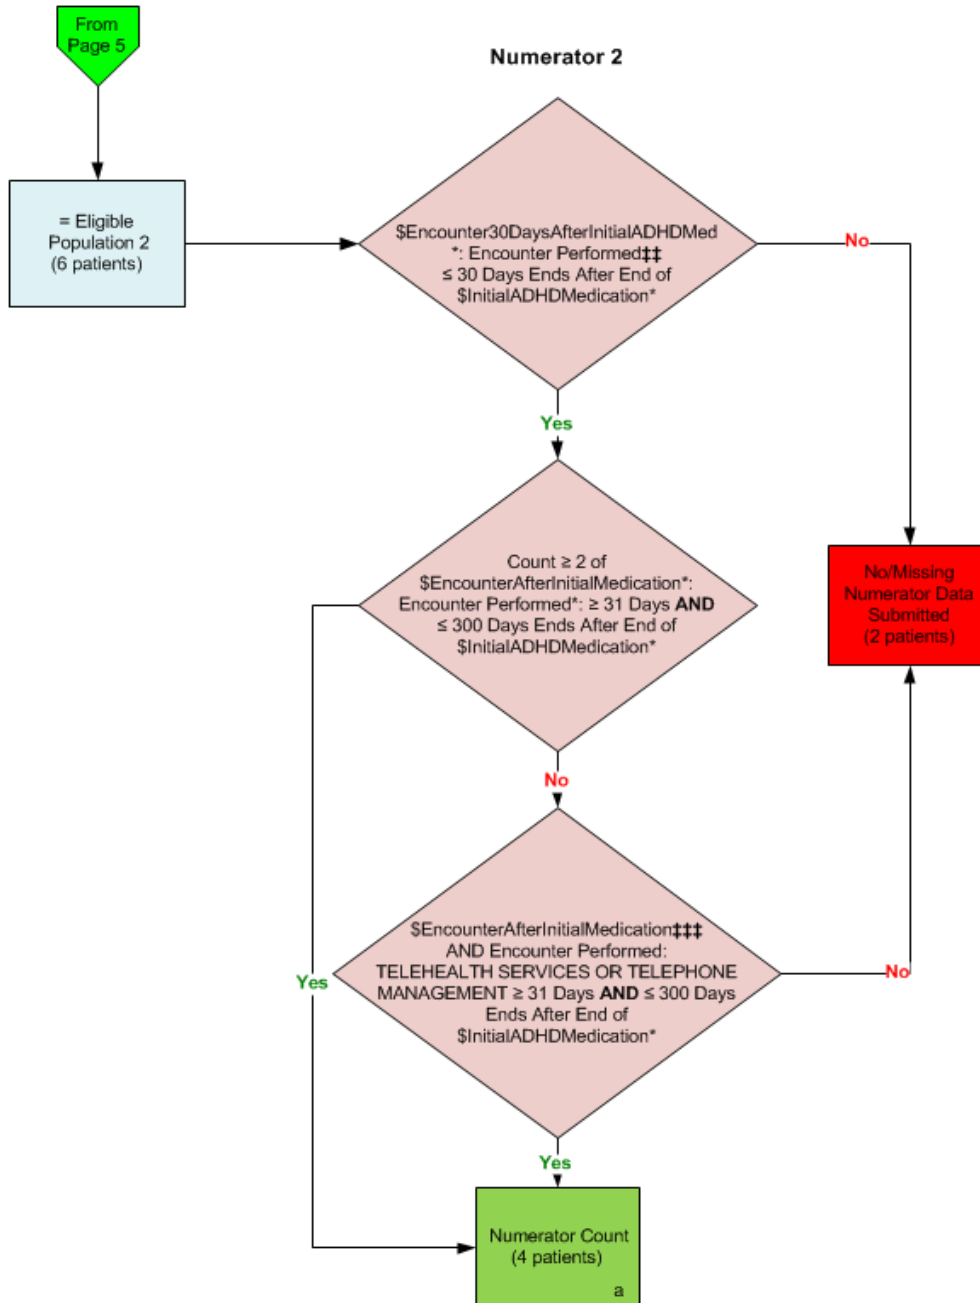 From
Page 5
Numerator 2
= Eligible
Population 2
(6 patients)
$Encounter30DaysAfterInitialADHDMed
*: Encounter Performed‡‡
≤ 30 Days Ends After End of
$InitialADHDMedication*
No
Yes
Count ≥ 2 of
$EncounterAfterInitialMedication*:
Encounter Performed*: ≥ 31 Days AND
≤ 300 Days Ends After End of
$InitialADHDMedication*
No/Missing
Numerator Data
Submitted
(2 patients)
No
$EncounterAfterInitialMedication‡‡‡
AND Encounter Performed:
TELEHEALTH SERVICES OR TELEPHONE
MANAGEMENT ≥ 31 Days AND ≤ 300 Days
Ends After End of
$InitialADHDMedication*
Yes
No
Yes
Numerator Count
(4 patients)
a